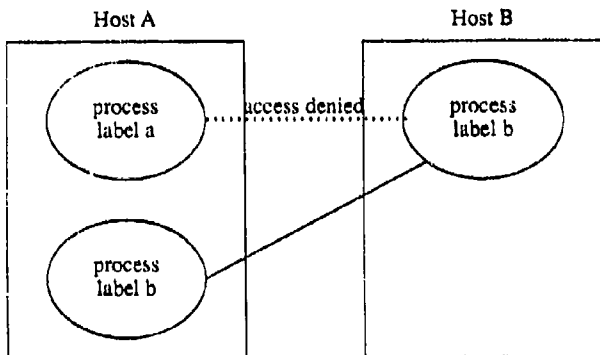 Host A
Host B
process
label a
access denied
process
label b
process
label b